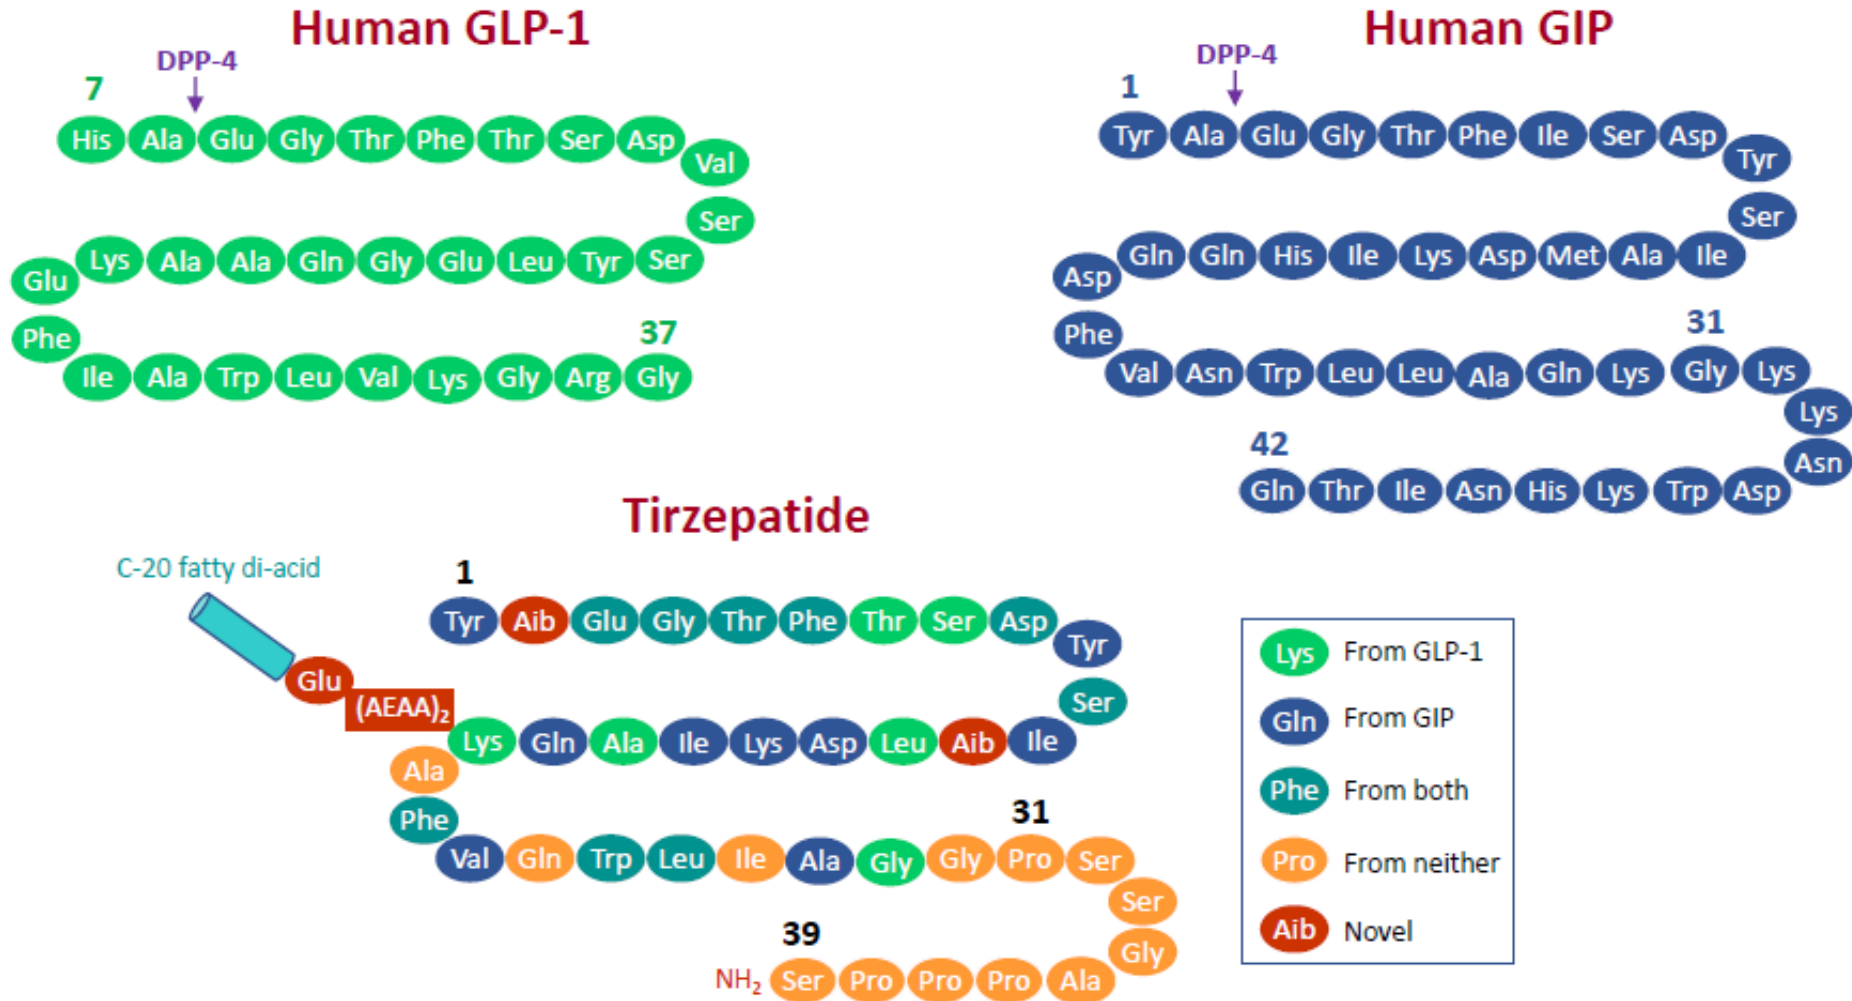 Human GLP-1
DPP-4
7
His Ala Glu Gly Thr Phe Thr Ser Asp
Val
Ser
Lys Ala Ala Gln Gly Glu Leu Tyr Ser
Glu
Phe
37
Ile Ala Trp Leu Val Lys Gly Arg Gly
Human GIP
DPP-4
1
Tyr Ala Glu Gly Thr Phe Ile Ser Asp
Tyr
Ser
Gln Gln His Ile Lys Asp Met Ala Ile
Asp
Phe
31
Val Asn Trp Leu Leu Ala Gln Lys Gly Lys
Lys
Asn
42
Gln Thr Ile Asn His Lys Trp Asp
Tirzepatide
C-20 fatty di-acid
1
Tyr Aib Glu Gly Thr Phe Thr Ser Asp
Tyr
Ser
Glu
(AEAA)₂
Lys Gln Ala Ile Lys Asp Leu Aib Ile
Ala
Phe
31
Val Gln Trp Leu Ile Ala Gly Gly Pro Ser
Ser
Gly
39
NH₂ Ser Pro Pro Pro Ala
Lys From GLP-1
Gln From GIP
Phe From both
Pro From neither
Aib Novel